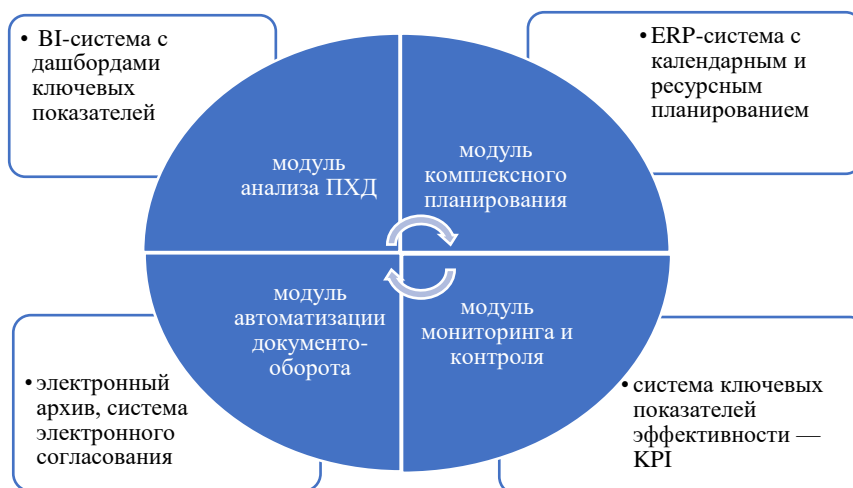 • BI-система с
дашбордами
ключевых
показателей
• ERP-система с
календарным и
ресурсным
планированием
модуль
анализа ПХД
модуль
комплексного
планирования
модуль
автоматизации
документо-
оборота
модуль
мониторинга и
контроля
• электронный
архив, система
электронного
согласования
• система ключевых
показателей
эффективности —
KPI